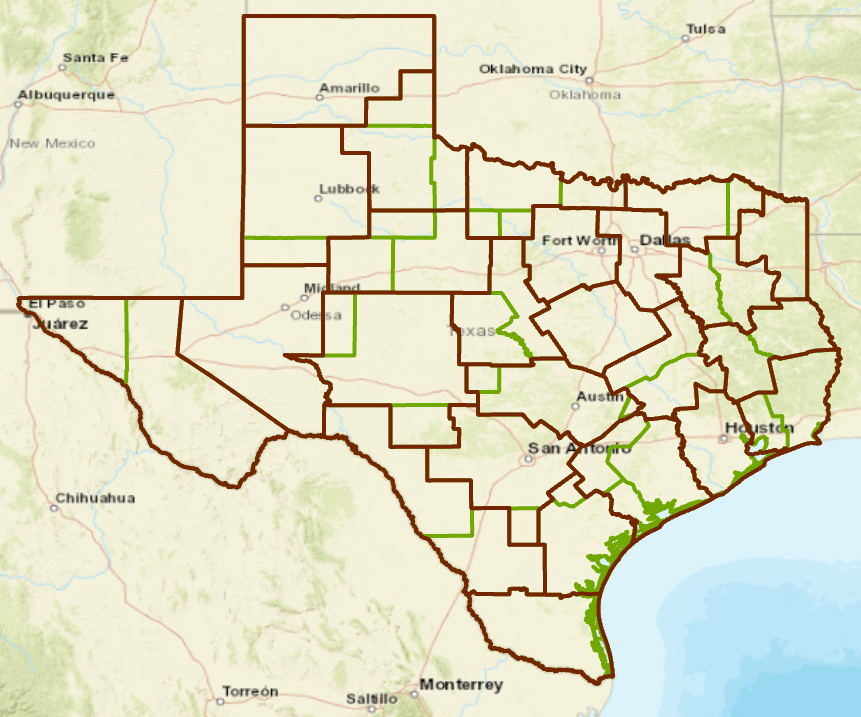 Tulsa
Santa Fe
Oklahoma City
Amarillo
Albuquerque
Oklahoma
New Mexico
Lubbock
Fort Worth
Dallas
Midland
El Paso
Odessa
Juárez
Texas
Austin
Houston
San Antonio
Chihuahua
Monterrey
Torreón
Saltillo